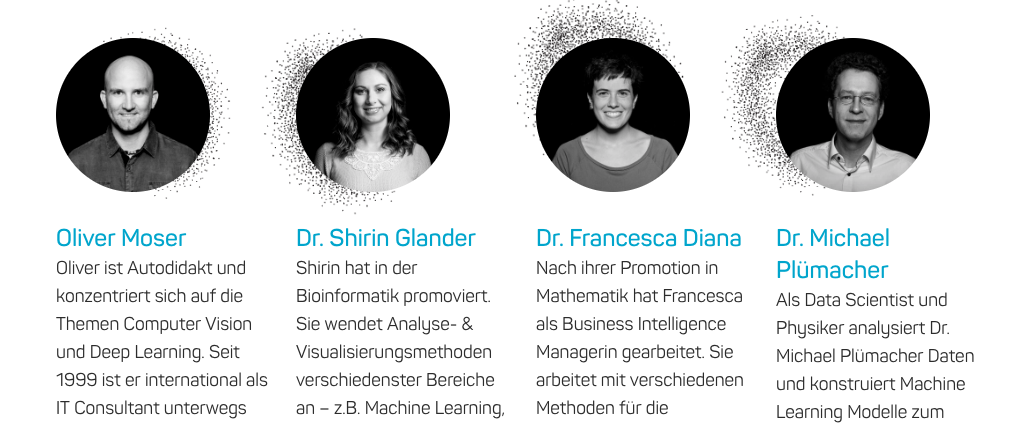 Oliver Moser
Oliver ist Autodidakt und
konzentriert sich auf die
Themen Computer Vision
und Deep Learning. Seit
1999 ist er international als
IT Consultant unterwegs
Dr. Shirin Glander
Shirin hat in der
Bioinformatik promoviert.
Sie wendet Analyse- &
Visualisierungsmethoden
verschiedenster Bereiche
an – z.B. Machine Learning,
Dr. Francesca Diana
Nach ihrer Promotion in
Mathematik hat Francesca
als Business Intelligence
Managerin gearbeitet. Sie
arbeitet mit verschiedenen
Methoden für die
Dr. Michael
Plümacher
Als Data Scientist und
Physiker analysiert Dr.
Michael Plümacher Daten
und konstruiert Machine
Learning Modelle zum